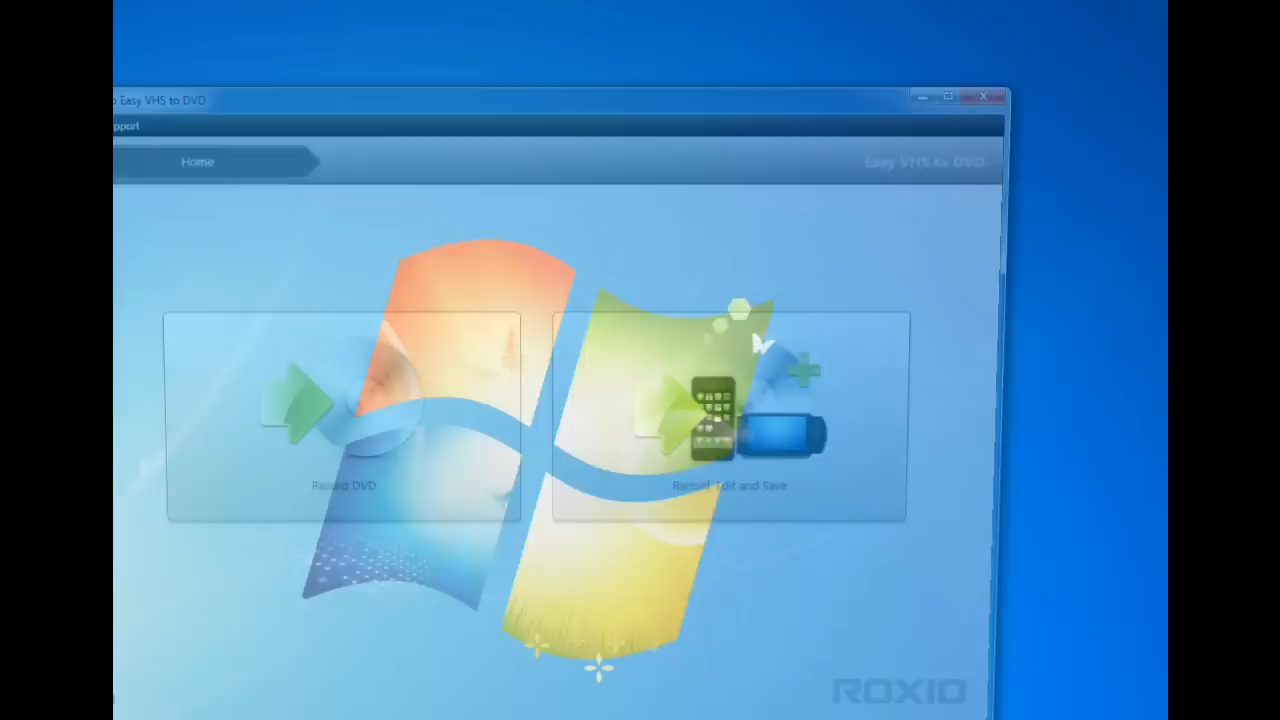 Easy VHS to DVD
pport
Home
Easy VHS to DVD
Record DVD
Record, Edit and Save
ROXIO